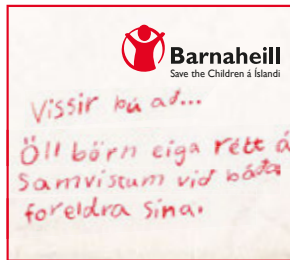 Barnaheill
Save the Children á Íslandi
Vissir þú að...
Öll börn eiga rétt á
samvistum við báða
foreldra sína.